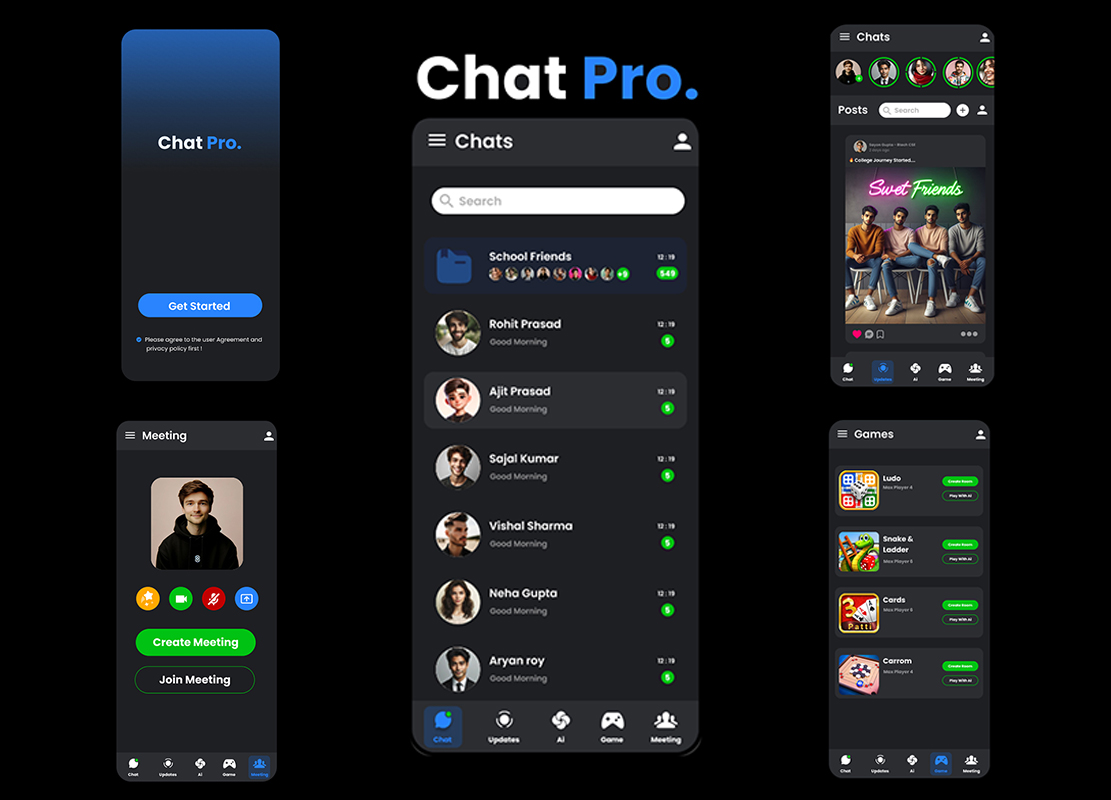 Chat Pro.
Get Started
Please agree to the user Agreement and
privacy policy first !
Chat Pro.
Chats
Search
School Friends
12 : 19
+9
549
Rohit Prasad
12 : 19
Good Morning
5
Ajit Prasad
12 : 19
Good Morning
5
Sajal Kumar
12 : 19
Good Morning
5
Vishal Sharma
12 : 19
Good Morning
5
Neha Gupta
12 : 19
Good Morning
5
Aryan roy
12 : 19
Good Morning
5
Chat
Updates
Ai
Game
Meeting
Chats
Posts
Search
2 days ago
College Journey Started...
Swet Friends
Chat
Updates
Ai
Game
Meeting
Meeting
Create Meeting
Join Meeting
Chat
Updates
Ai
Game
Meeting
Games
Ludo
Max Player 4
Create Room
Play With Ai
Snake &
Ladder
Max Player 6
Create Room
Play With Ai
Cards
Max Player 6
Create Room
Play With Ai
3
Patti
Carrom
Max Player 4
Create Room
Play With Ai
Chat
Updates
Ai
Game
Meeting